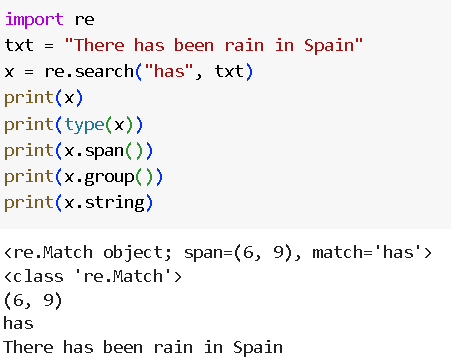 import re
txt = "There has been rain in Spain"
x = re.search("has", txt)
print(x)
print(type(x))
print(x.span())
print(x.group())
print(x.string)
<re.Match object; span=(6, 9), match='has'>
<class 're.Match'>
(6, 9)
has
There has been rain in Spain